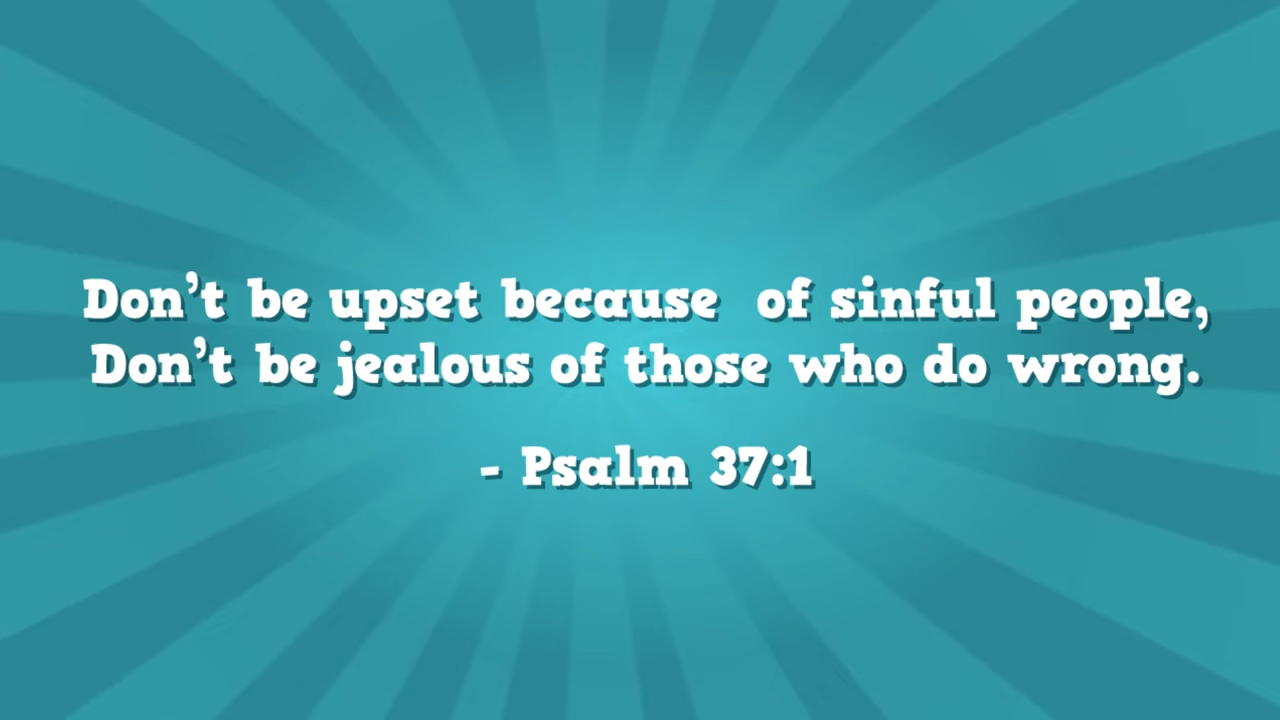 Don't be upset because of sinful people,
Don't be jealous of those who do wrong.
- Psalm 37:1